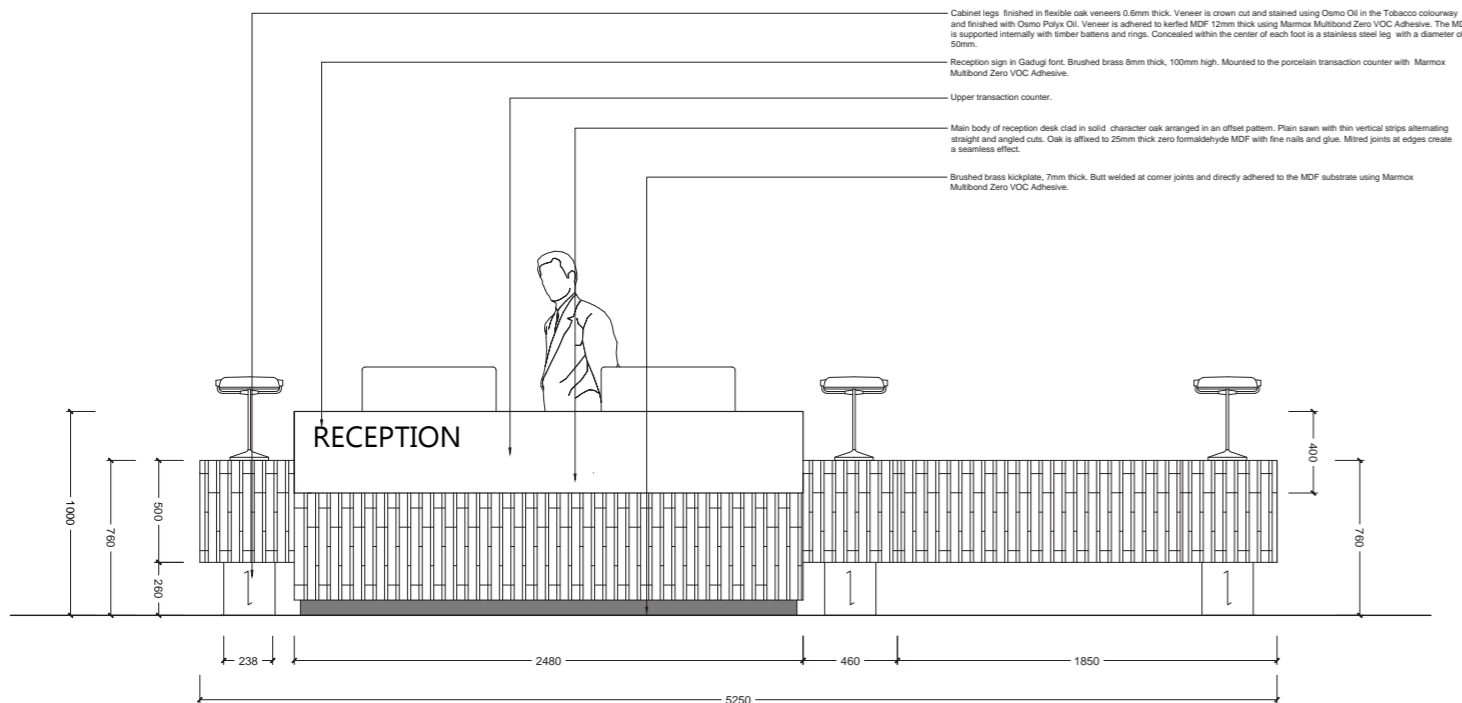 Cabinet legs finished in flexible oak veneers 0.6mm thick. Veneer is crown cut and stained using Osmo Oil in the Tobacco colourway
and finished with Osmo Polyx Oil. Veneer is adhered to kerfed MDF 12mm thick using Marmox Multibond Zero VOC Adhesive. The
is supported internally with timber battens and rings. Concealed within the center of each foot is a stainless steel leg with a diameter
50mm.
Reception sign in Gadugi font. Brushed brass 8mm thick, 100mm high. Mounted to the porcelain transaction counter with Marmox
Multibond Zero VOC Adhesive.
Upper transaction counter.
Main body of reception desk clad in solid character oak arranged in an offset pattern. Plain sawn with thin vertical strips alternating
straight and angled cuts. Oak is affixed to 25mm thick zero formaldehyde MDF with fine nails and glue. Mitred joints at edges create
a seamless effect.
Brushed brass kickplate, 7mm thick. Butt welded at corner joints and directly adhered to the MDF substrate using Marmox
Multibond Zero VOC Adhesive.
RECEPTION
1000
760
500
260
400
760
238
2480
460
1850
5250